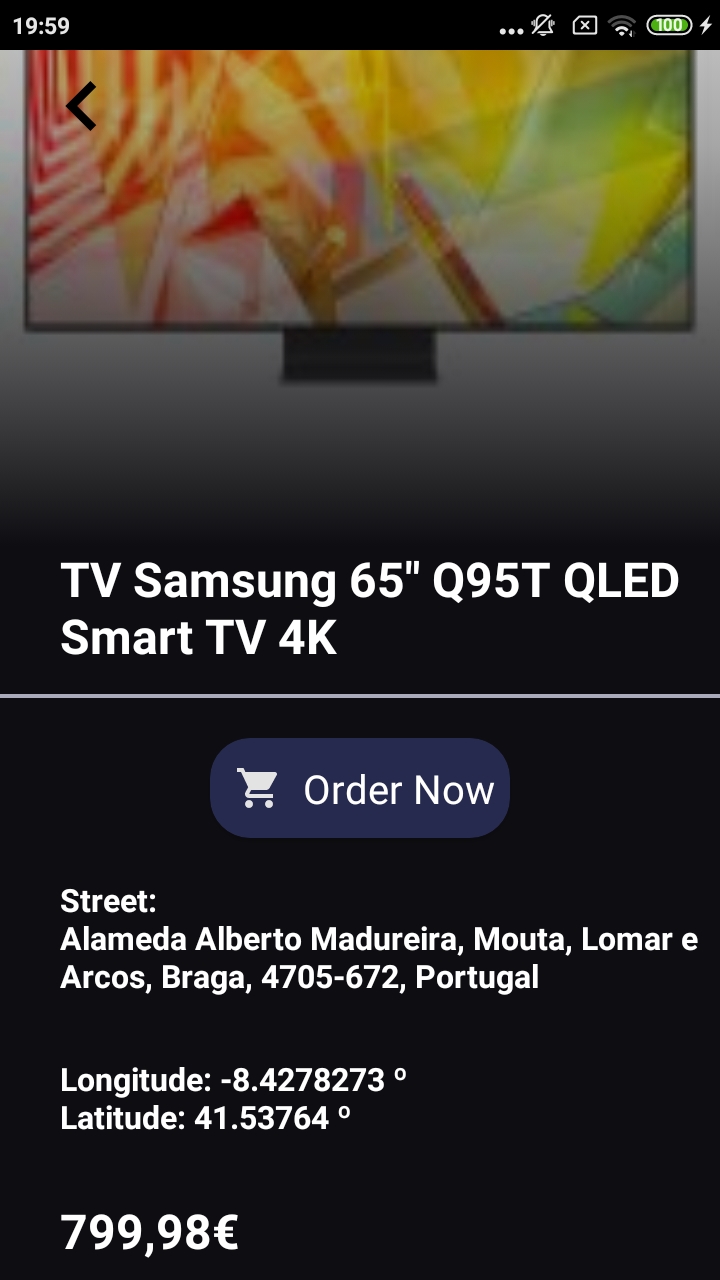 19:59
100
TV Samsung 65" Q95T QLED
Smart TV 4K
Order Now
Street:
Alameda Alberto Madureira, Mouta, Lomar e
Arcos, Braga, 4705-672, Portugal
Longitude: -8.4278273 º
Latitude: 41.53764 º
799,98€